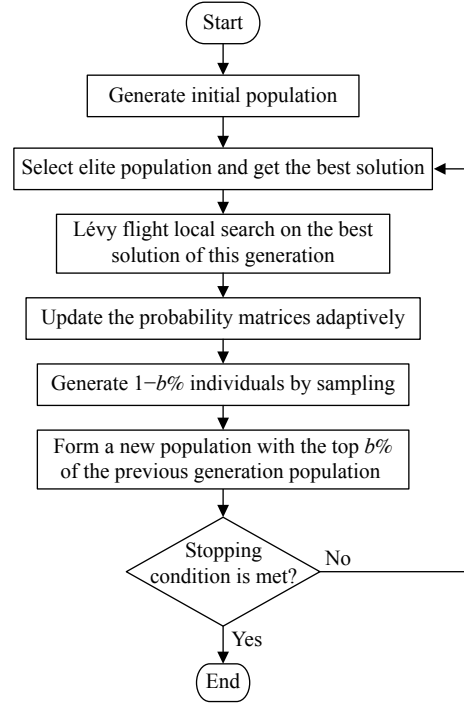 Start
Generate initial population
Select elite population and get the best solution
Lévy flight local search on the best
solution of this generation
Update the probability matrices adaptively
Generate 1−b% individuals by sampling
Form a new population with the top b%
of the previous generation population
Stopping
condition is met?
No
Yes
End